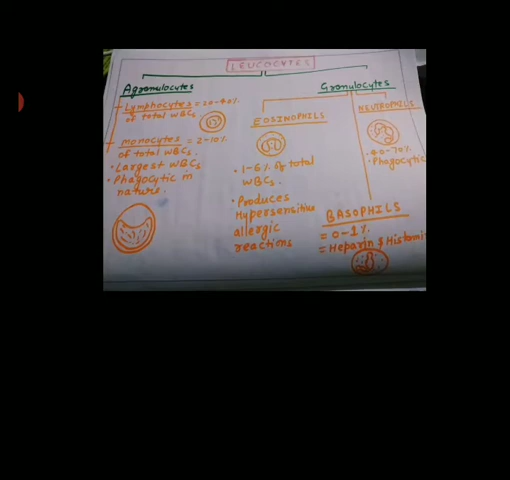 LEUCOCYTES
Agranulocytes
Granulocytes
Lymphocytes = 20-40%
of total WBCs
monocytes = 2-10%
of total WBCs.
• Largest WBCs
• Phagocytic in
nature.
EOSINOPHILS
• 1-6% of total
WBCs.
• Produces
Hypersensitive
allergic
reactions
NEUTROPHILS
• 40-70%
• Phagocytic
BASOPHILS
= 0-1%
= Heparin & Histami